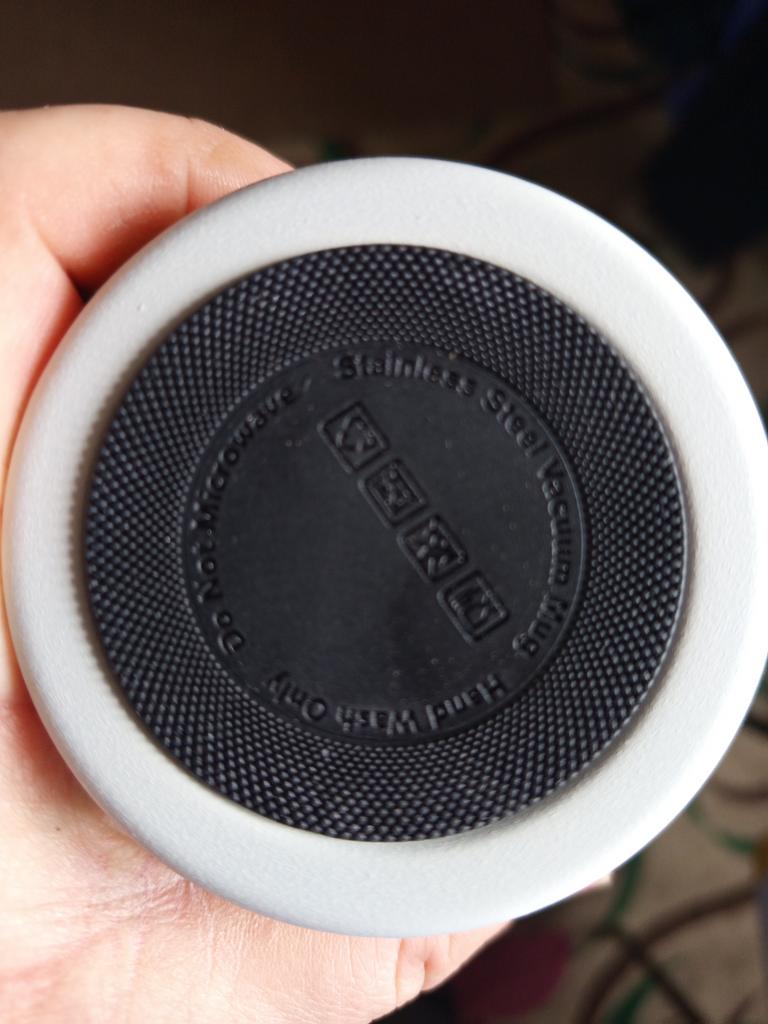 Stainless Steel Vacuum Mug
Hand Wash Only
Do Not Microwave